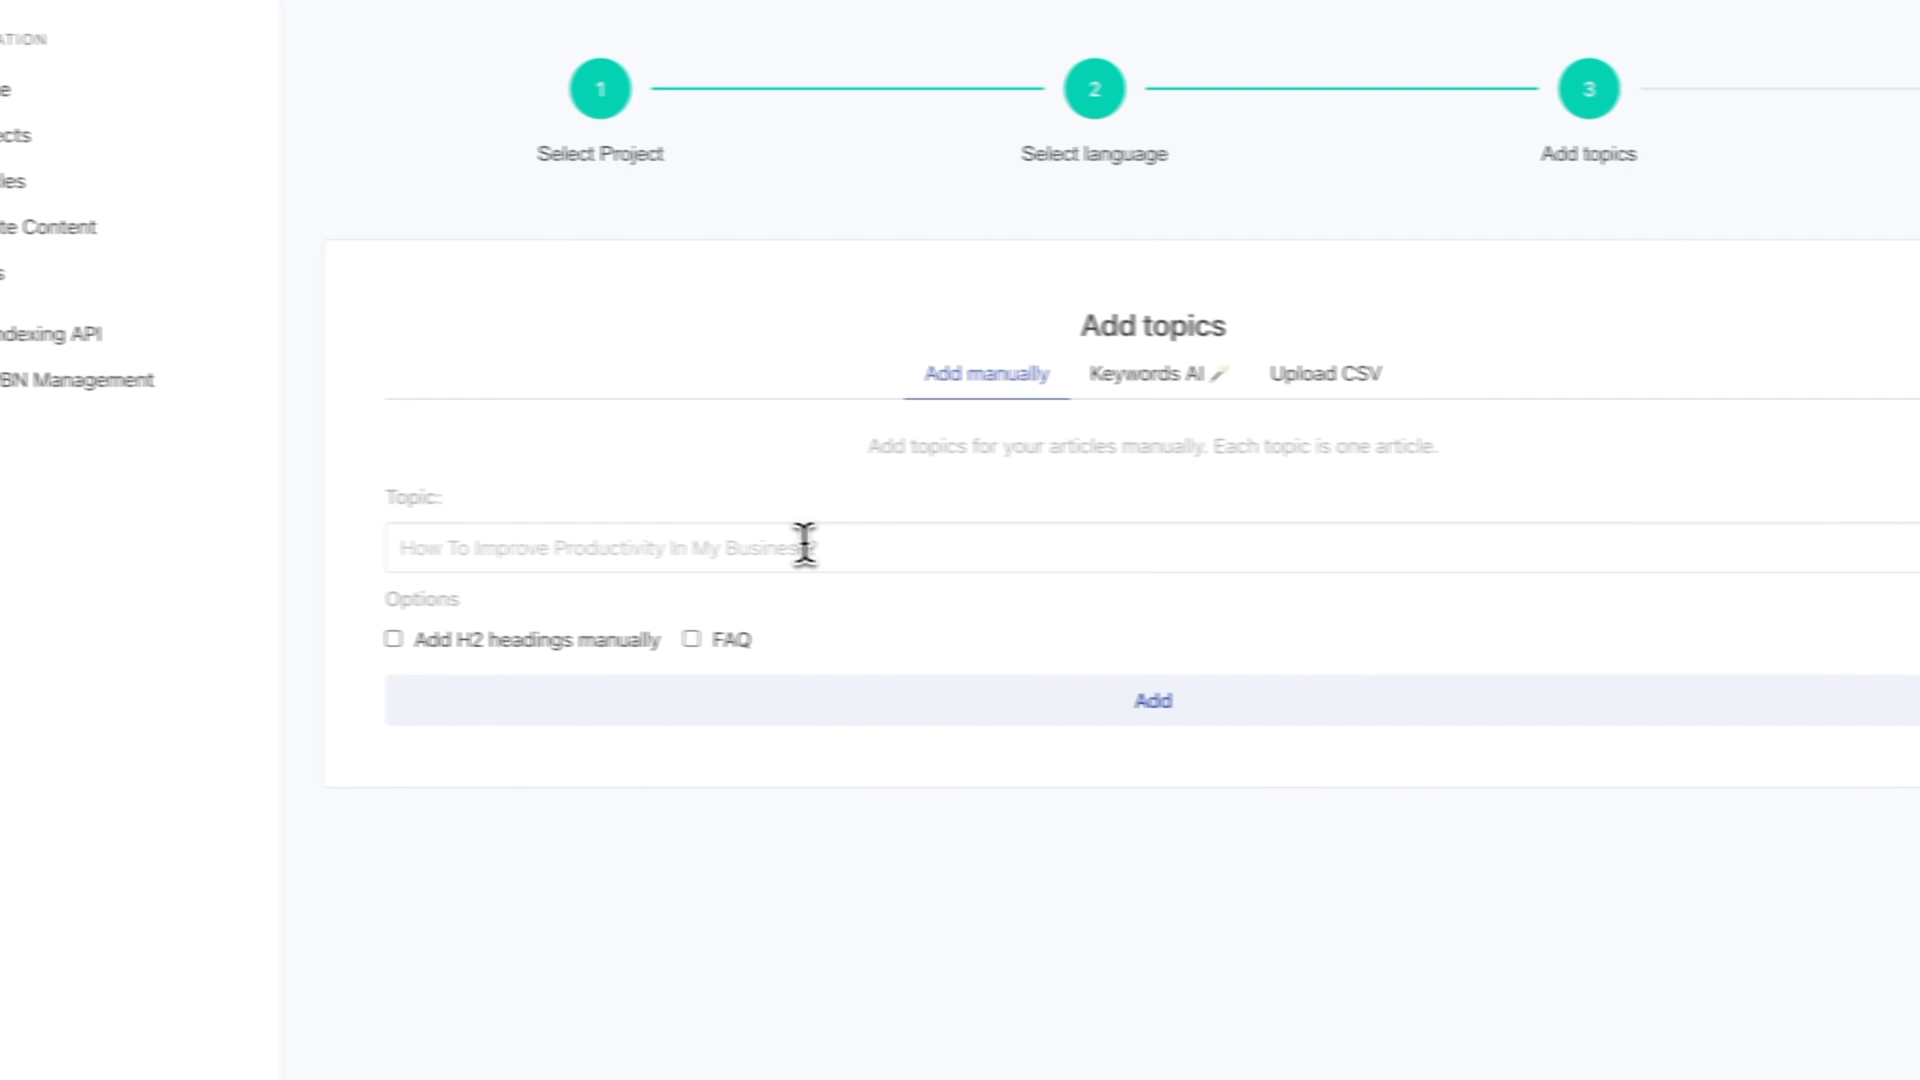 ATION
e
ects
les
te Content
s
ndexing API
BN Management
1
2
3
Select Project
Select language
Add topics
Add topics
Add manually
Keywords AI
Upload CSV
Add topics for your articles manually. Each topic is one article.
Topic:
How To Improve Productivity In My Business?
Options
Add H2 headings manually
FAQ
Add